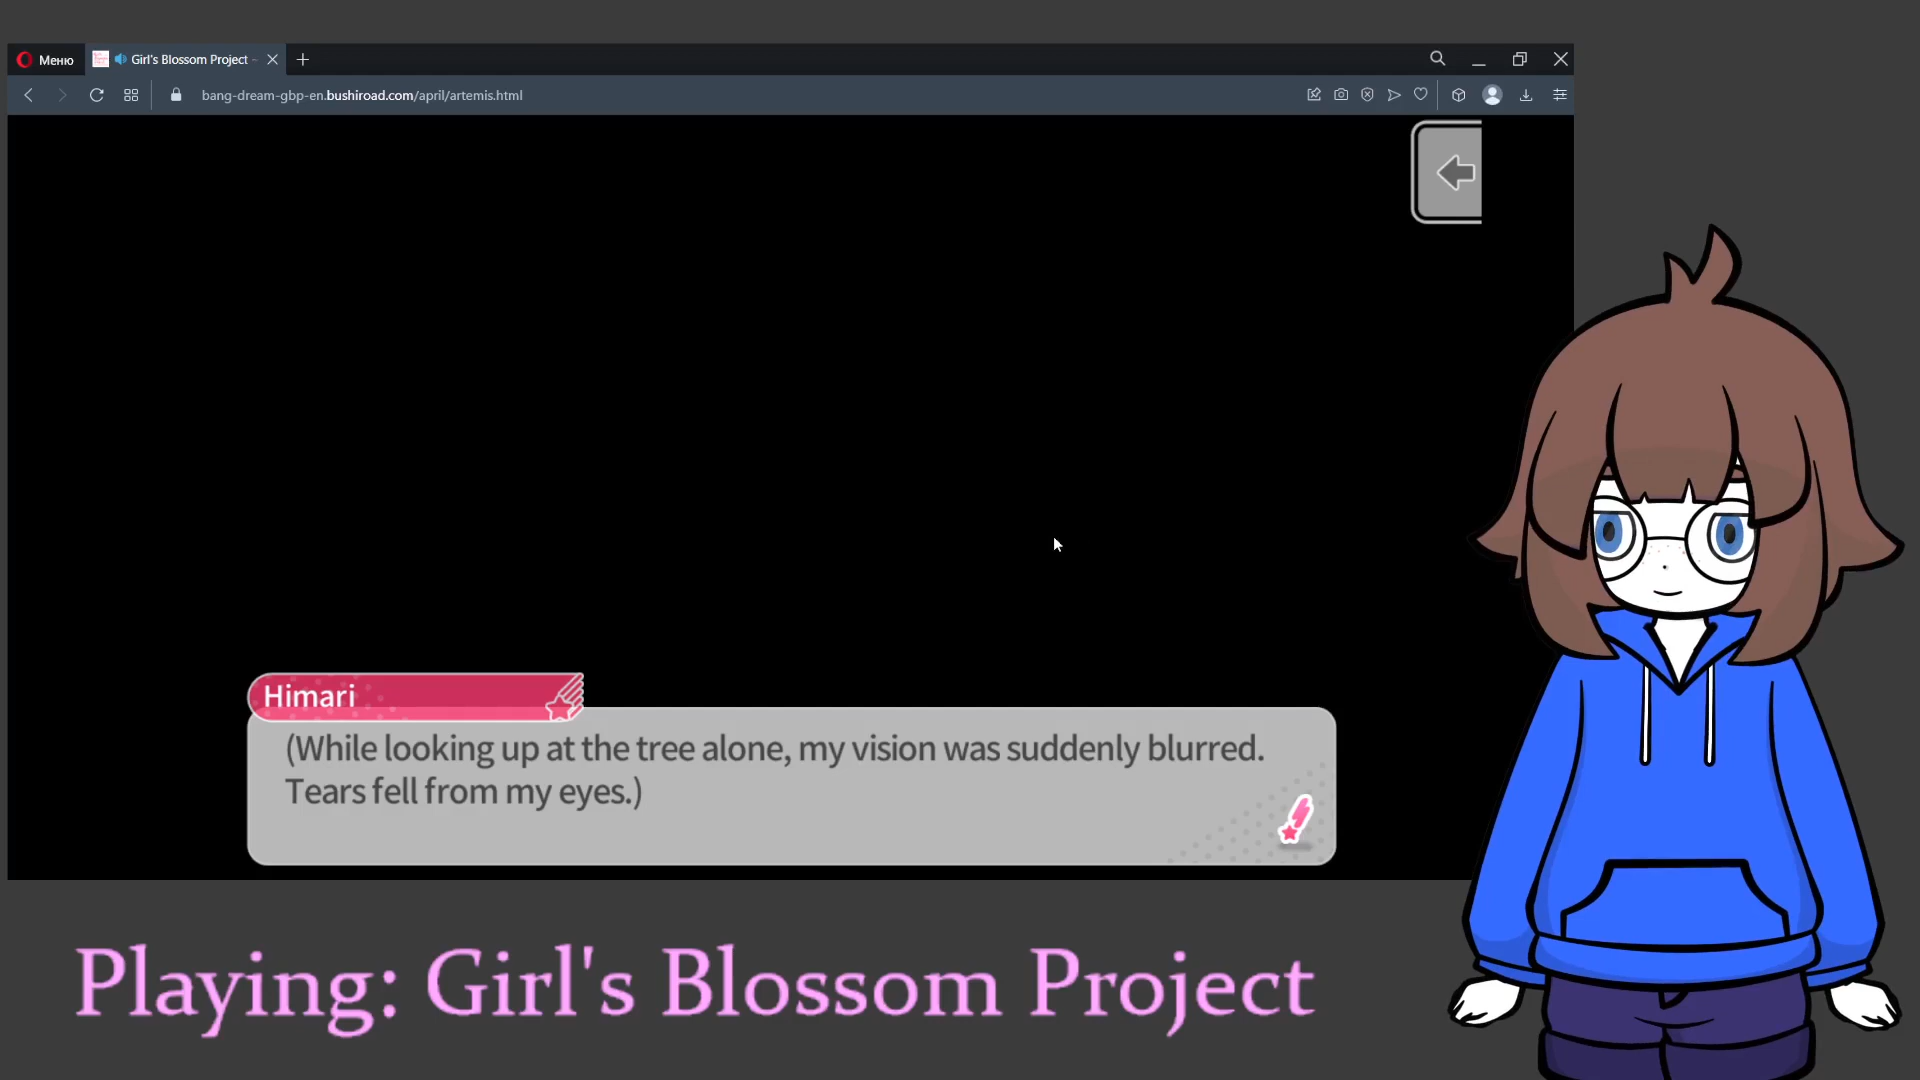 Меню
Girl's Blossom Project -
bang-dream-gbp-en.bushiroad.com/april/artemis.html
Himari
(While looking up at the tree alone, my vision was suddenly blurred.
Tears fell from my eyes.)
Playing: Girl's Blossom Project